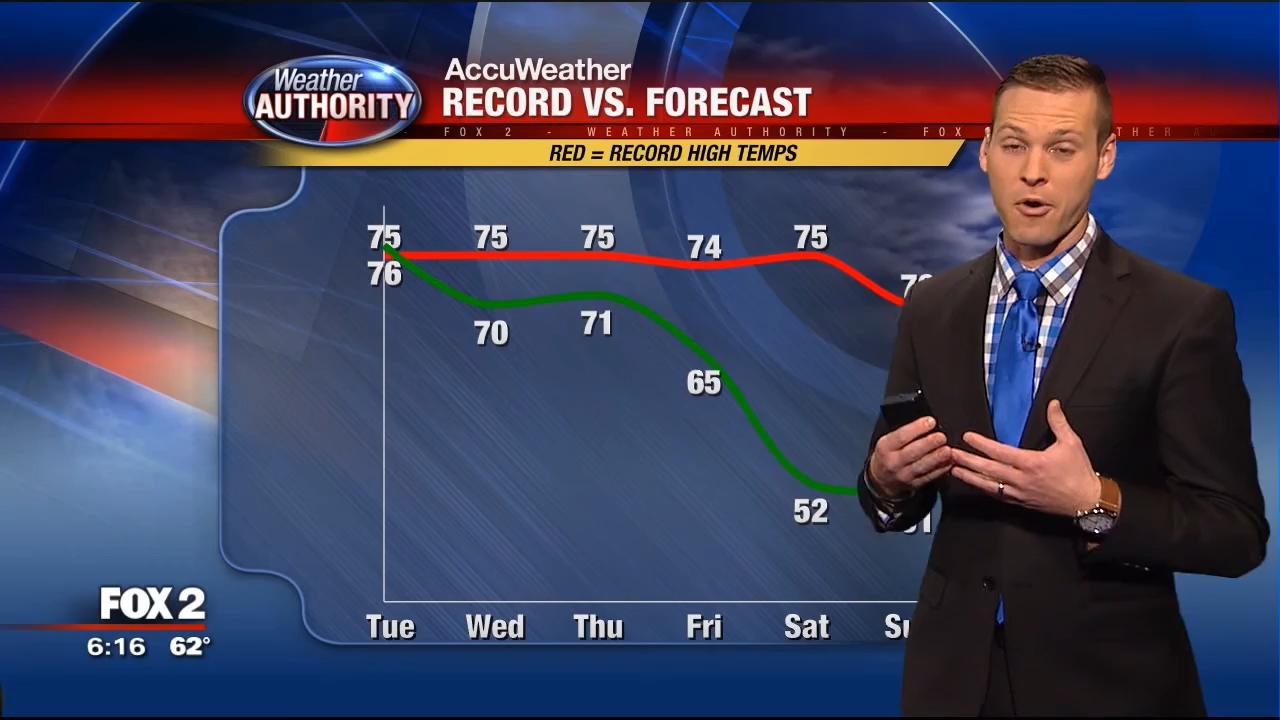 Weather
AUTHORITY
AccuWeather
RECORD VS. FORECAST
FOX 2 - WEATHER AUTHORITY - FOX
RED = RECORD HIGH TEMPS
75 75 75 74 75
76 70 71 65 52
Tue Wed Thu Fri Sat
FOX 2
6:16 62°